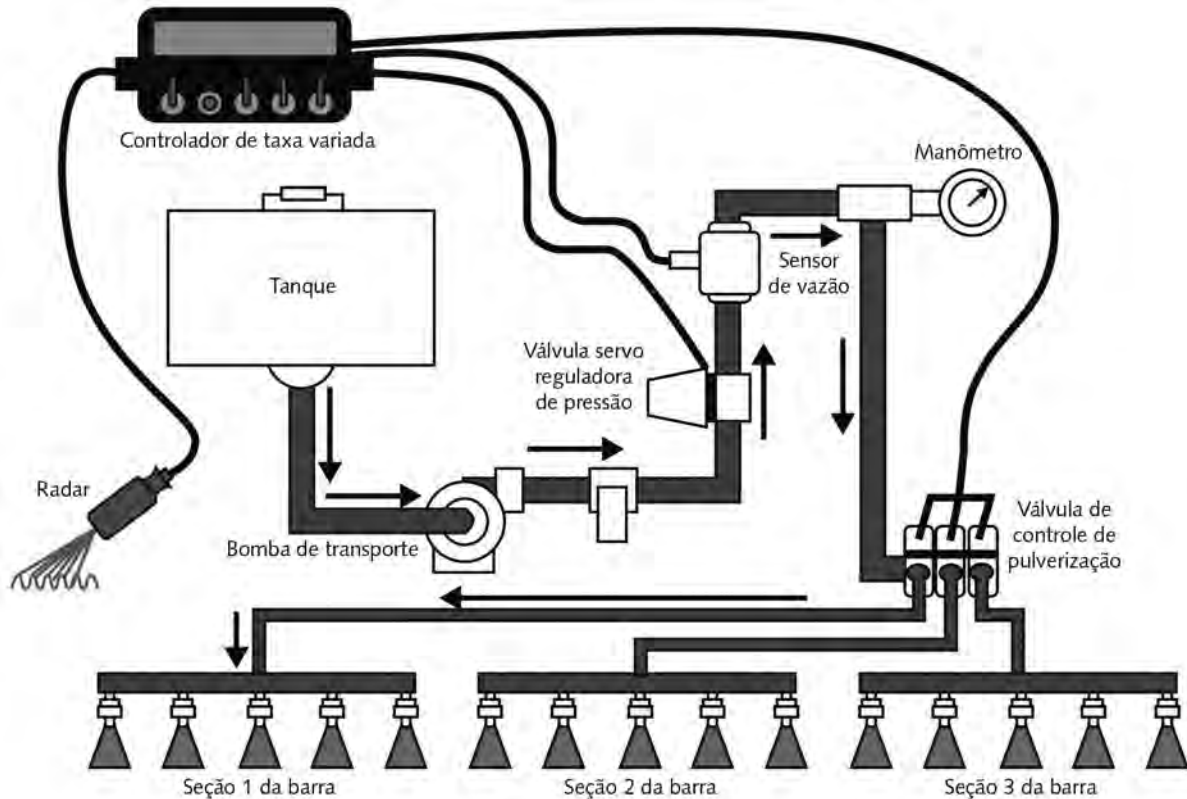 Controlador de taxa variada
Manômetro
Tanque
Sensor
de vazão
Válvula servo
reguladora
de pressão
Radar
Bomba de transporte
Válvula de
controle de
pulverização
Seção 1 da barra
Seção 2 da barra
Seção 3 da barra